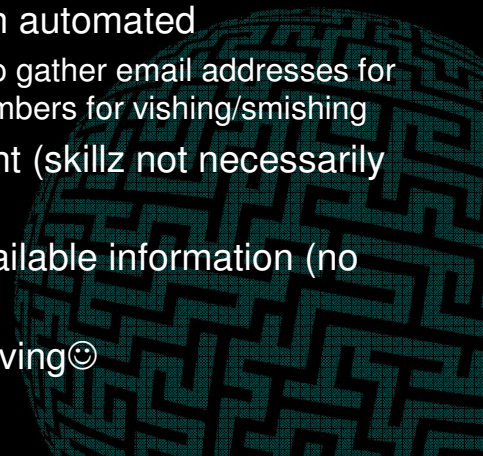 automated
o gather email addresses for
mbers for vishing/smishing
nt (skillz not necessarily
ailable information (no
ving☺